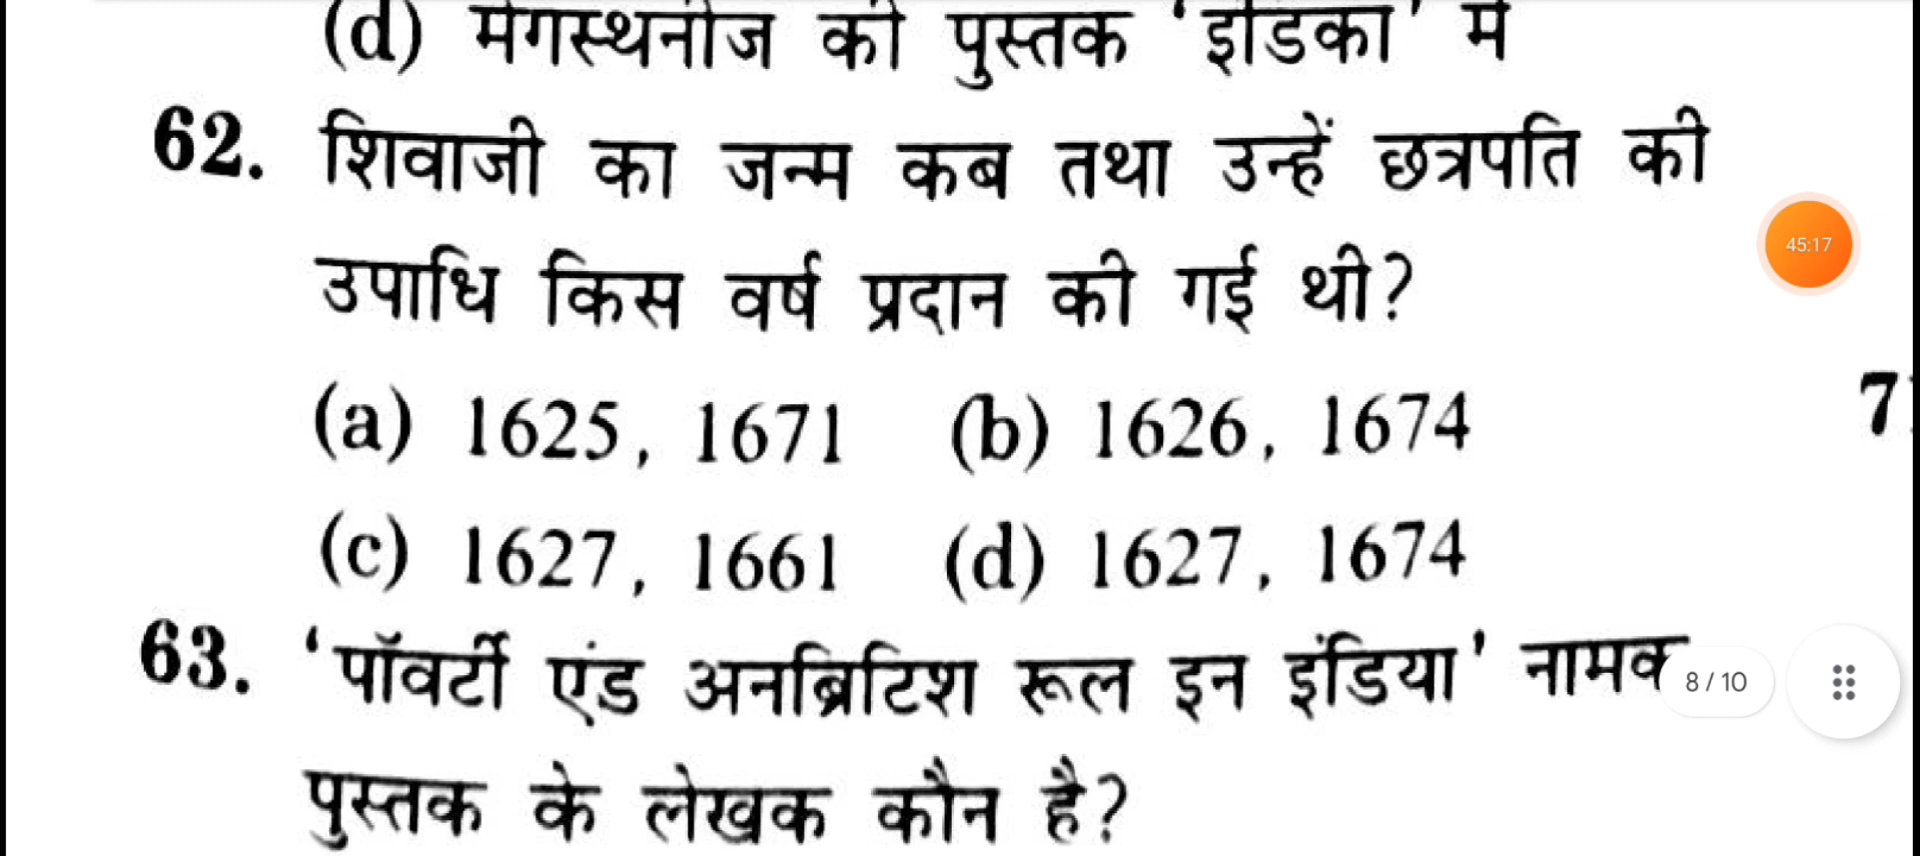 (d) मेगस्थनीज की पुस्तक ‘इंडिका’ में
62. शिवाजी का जन्म कब तथा उन्हें छत्रपति की
उपाधि किस वर्ष प्रदान की गई थी?
(a) 1625, 1671 (b) 1626, 1674
(c) 1627, 1661 (d) 1627, 1674
63. ‘पॉवर्टी एंड अनब्रिटिश रूल इन इंडिया’ नामक
पुस्तक के लेखक कौन है?
45:17
7
8 / 10